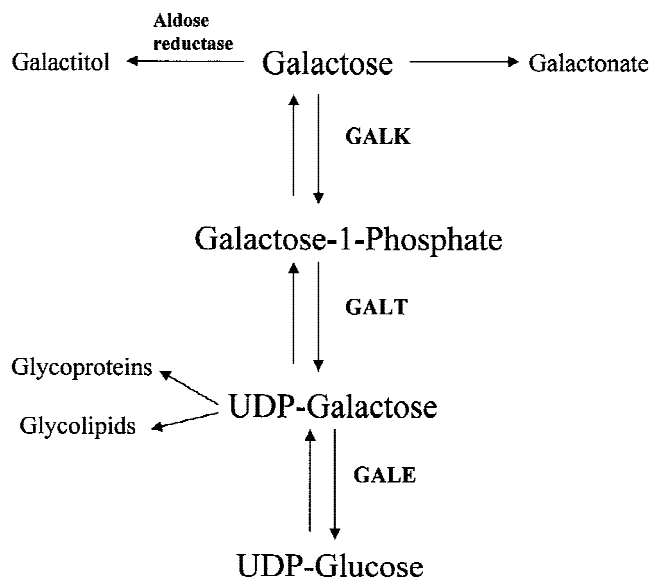 Aldose
reductase
Galactitol
Galactose
Galactonate
GALK
Galactose-1-Phosphate
GALT
Glycoproteins
UDP-Galactose
Glycolipids
GALE
UDP-Glucose